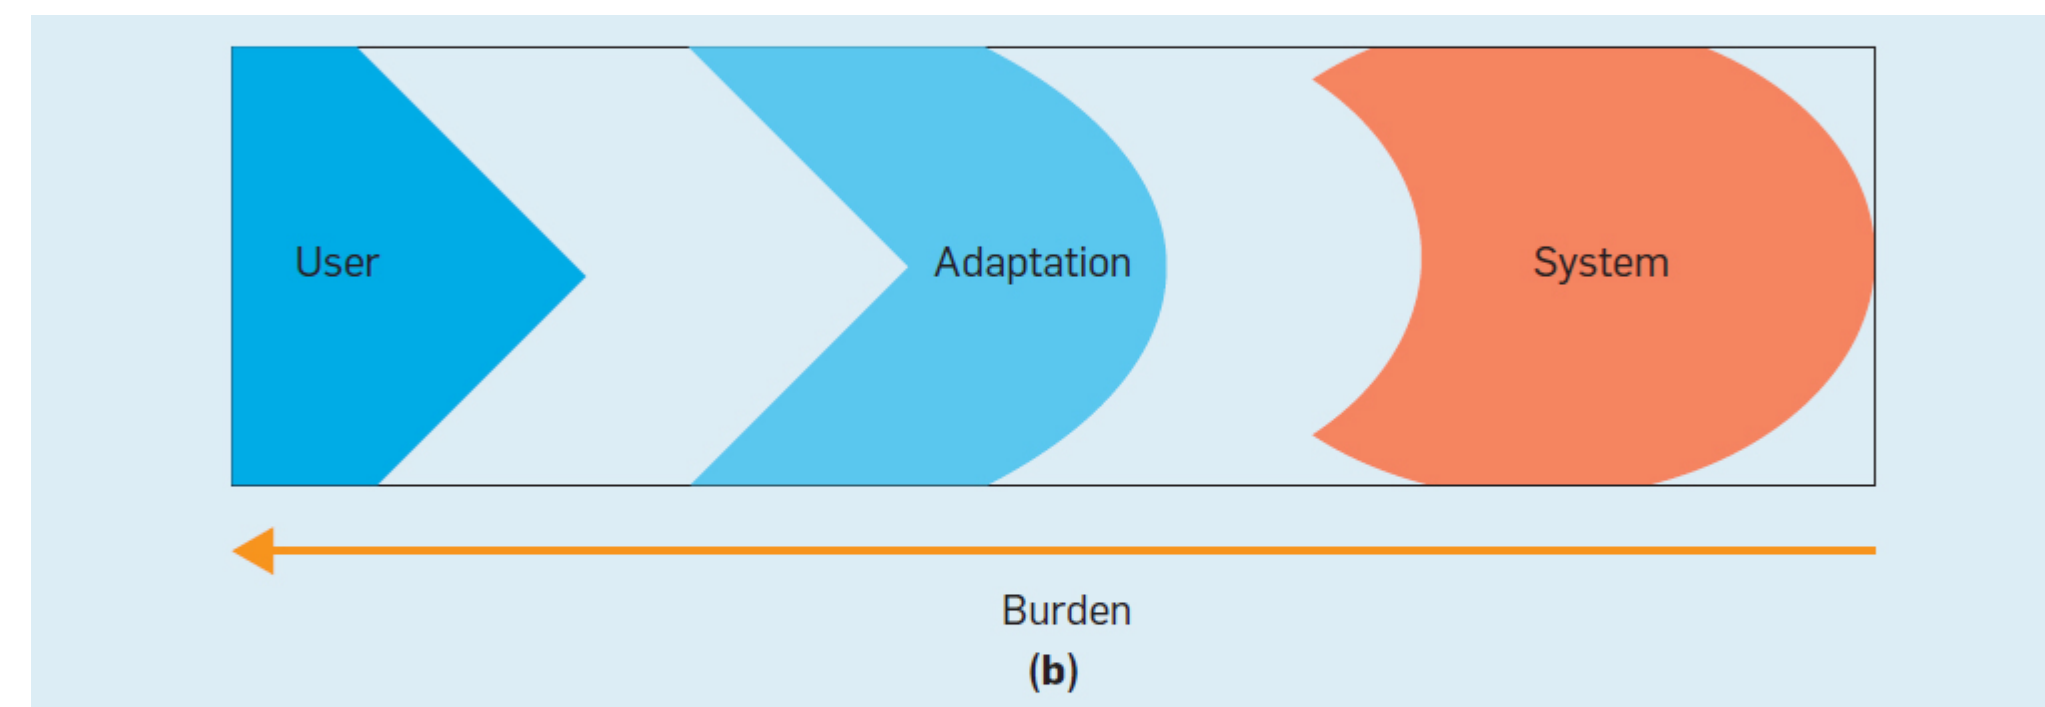 User
Adaptation
System
Burden
(b)